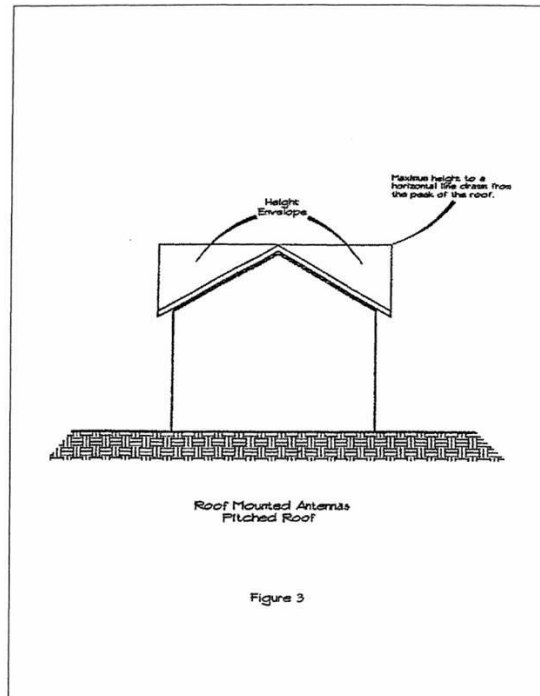 Maximum height to a
horizontal line drawn from
the peak of the roof.
Height
Envelope
Roof Mounted Antennas
Pitched Roof
Figure 3